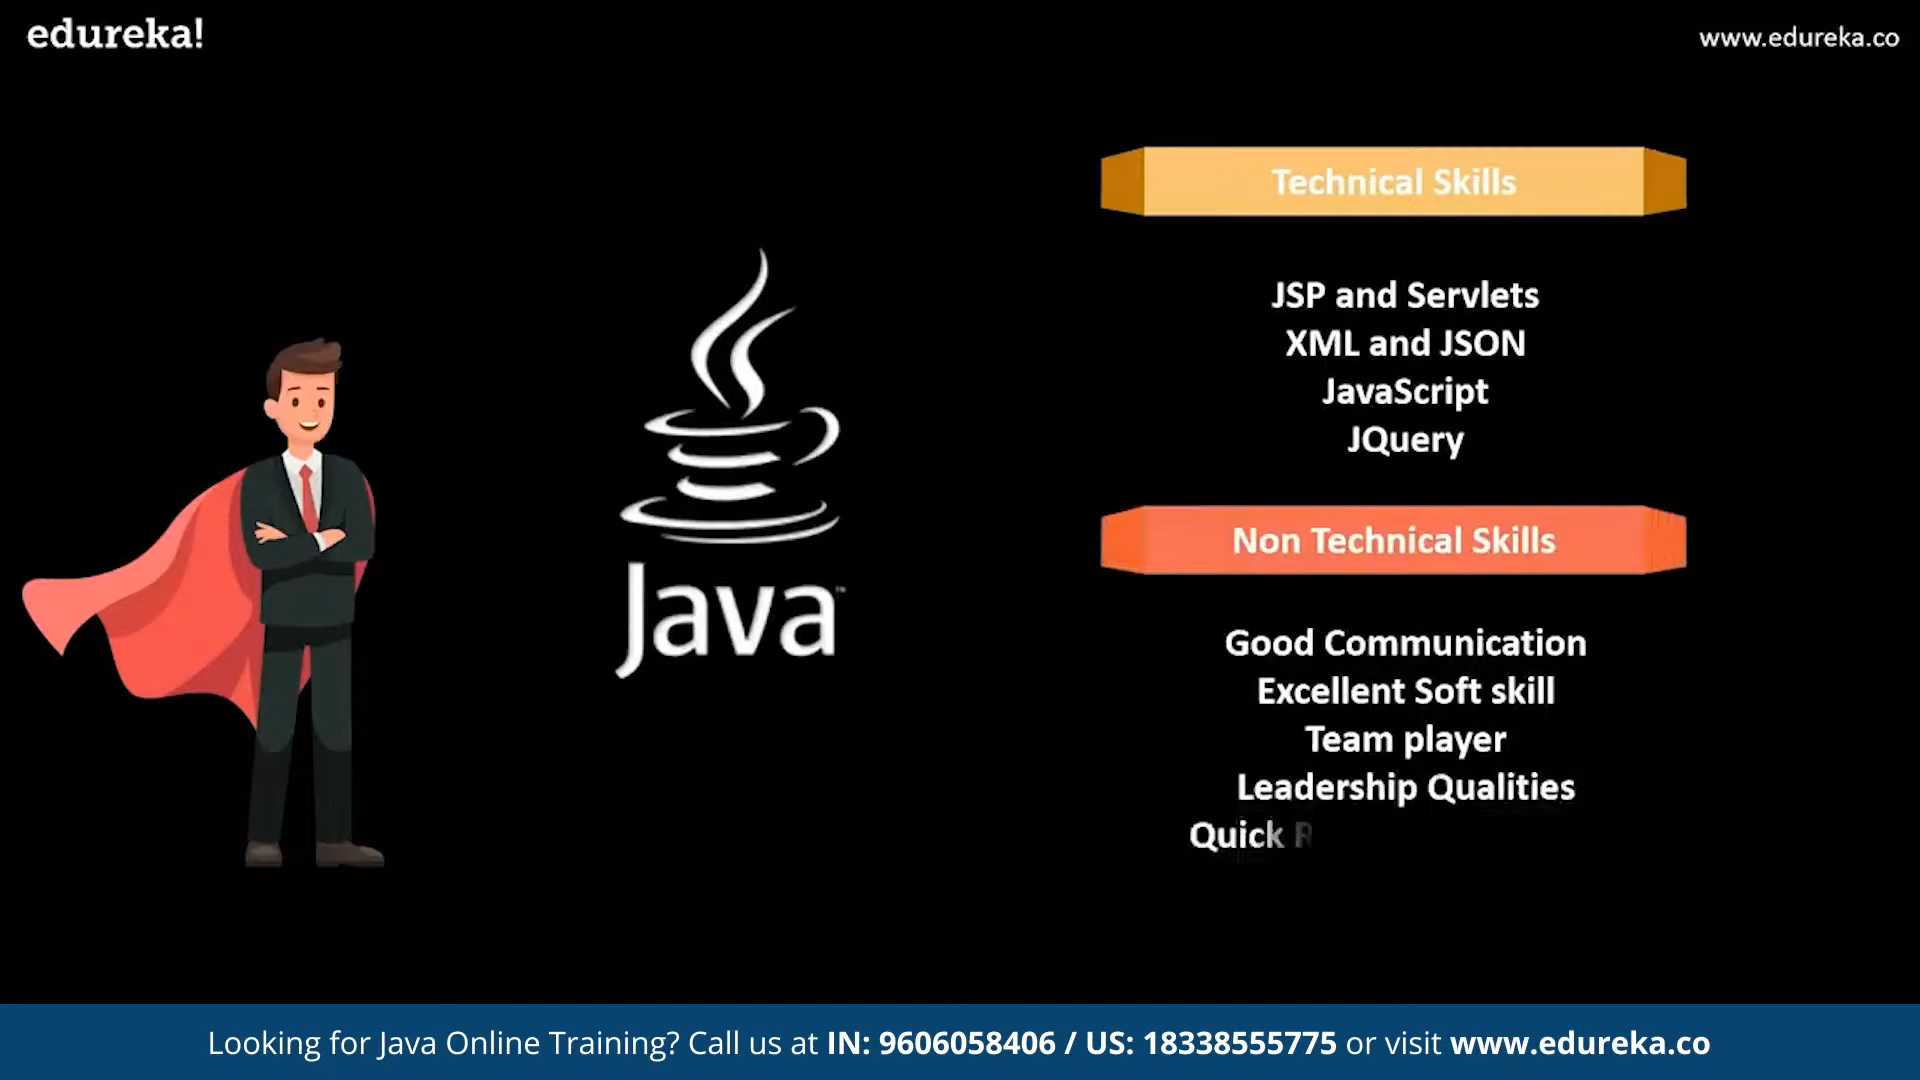 edureka!
www.edureka.co
Technical Skills
JSP and Servlets
XML and JSON
JavaScript
JQuery
Java™
Non Technical Skills
Good Communication
Excellent Soft skill
Team player
Leadership Qualities
Quick R
Looking for Java Online Training? Call us at IN: 9606058406 / US: 18338555775 or visit www.edureka.co